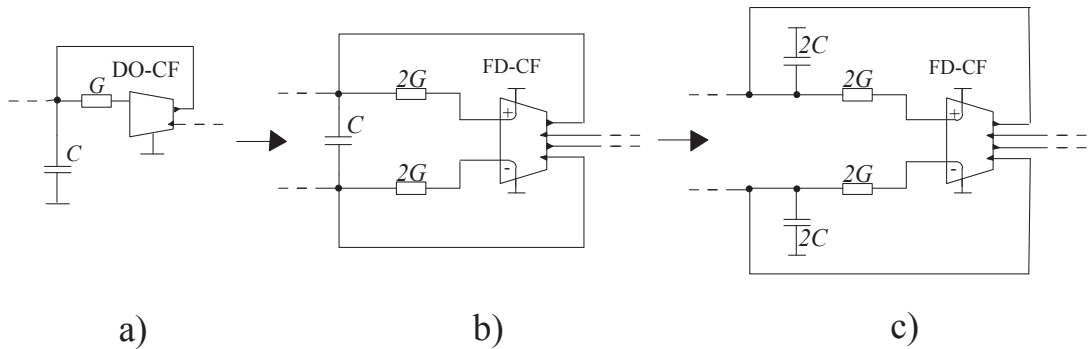 DO-CF
G
C
a)
FD-CF
2G
+
C
-
2G
b)
2C
FD-CF
2G
+
-
2G
2C
c)